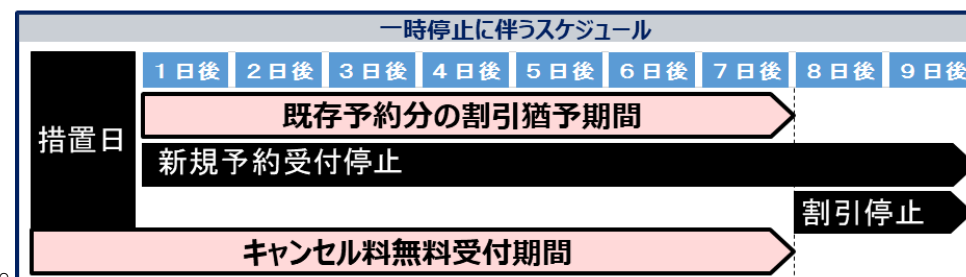 一時停止に伴うスケジュール
措置日
1日後 2日後 3日後 4日後 5日後 6日後 7日後 8日後 9日後
既存予約分の割引猶予期間
新規予約受付停止
割引停止
キャンセル料無料受付期間